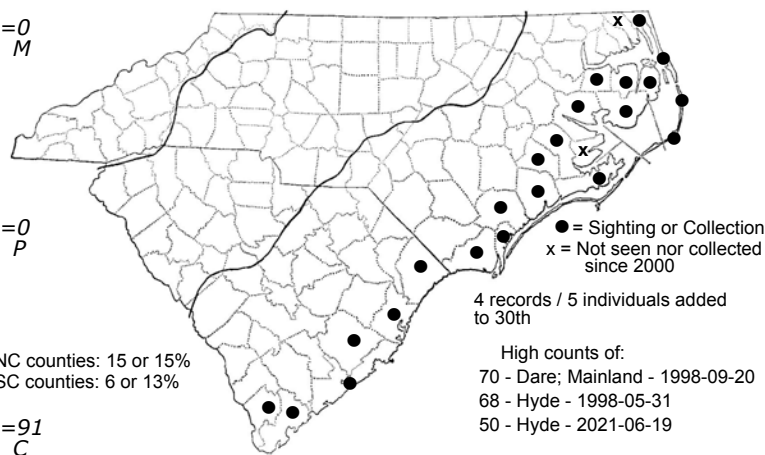 =0
M
x
x
=0
P
● = Sighting or Collection
x = Not seen nor collected
since 2000
4 records / 5 individuals added
to 30th
NC counties: 15 or 15%
SC counties: 6 or 13%
High counts of:
70 - Dare; Mainland - 1998-09-20
68 - Hyde - 1998-05-31
50 - Hyde - 2021-06-19
=91
C